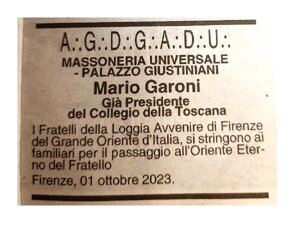 A.:.G.:.D.:.G.:.A.:.D.:.U.:.
MASSONERIA UNIVERSALE
- PALAZZO GIUSTINIANI
Mario Garoni
Già Presidente
del Collegio della Toscana
I Fratelli della Loggia Avvenire di Firenze
del Grande Oriente d'Italia, si stringono ai
familiari per il passaggio all'Oriente Eter-
no del Fratello
Firenze, 01 ottobre 2023.